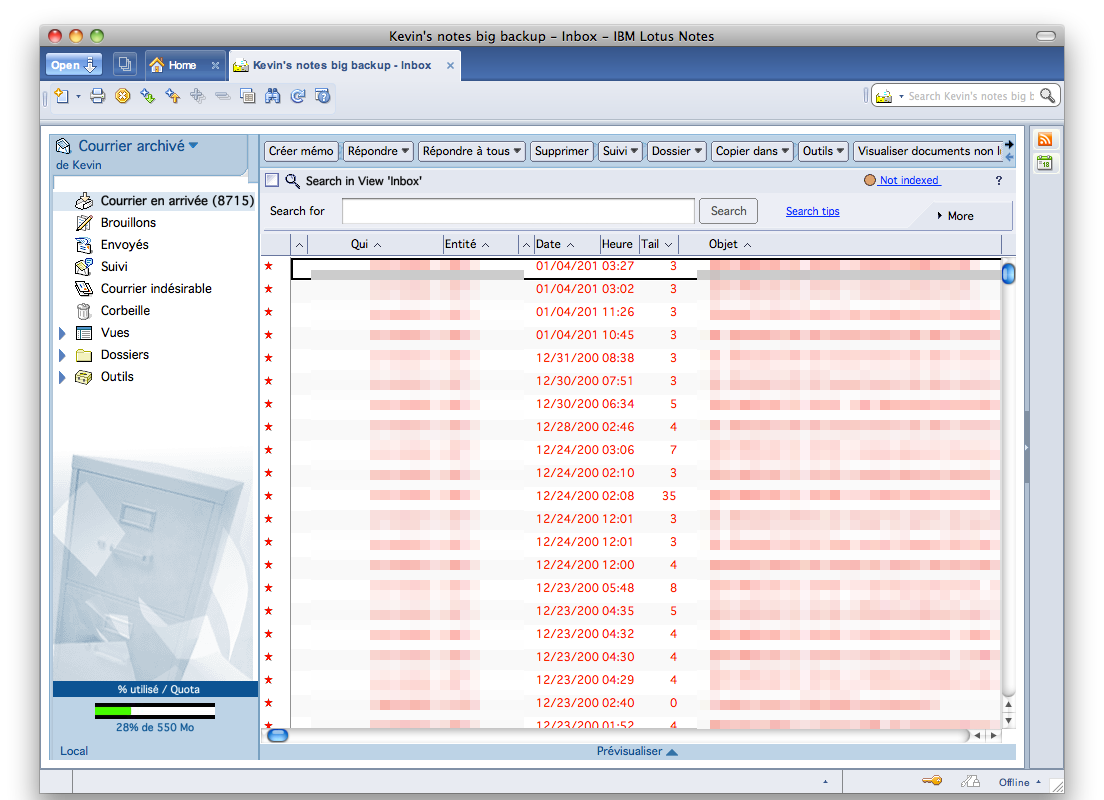 Kevin's notes big backup – Inbox – IBM Lotus Notes
Open Home Kevin's notes big backup - Inbox
Search Kevin's notes big b
Courrier archivé
de Kevin
Courrier en arrivée (8715)
Brouillons
Envoyés
Suivi
Courrier indésirable
Corbeille
Vues
Dossiers
Outils
% utilisé / Quota
28% de 550 Mo
Local
Créer mémo Répondre Répondre à tous Supprimer Suivi Dossier Copier dans Outils Visualiser documents non l
Search in View 'Inbox' Not indexed ?
Search for Search Search tips More
Qui Entité Date Heure Tail Objet
01/04/201 03:27 3
01/04/201 03:02 3
01/04/201 11:26 3
01/04/201 10:45 3
12/31/200 08:38 3
12/30/200 07:51 3
12/30/200 06:34 5
12/28/200 02:46 4
12/24/200 03:06 7
12/24/200 02:10 3
12/24/200 02:08 35
12/24/200 12:01 3
12/24/200 12:01 3
12/24/200 12:00 4
12/23/200 05:48 8
12/23/200 04:35 5
12/23/200 04:32 4
12/23/200 04:30 4
12/23/200 04:29 4
12/23/200 02:40 0
12/23/200 01:52 4
Prévisualiser
18
Offline